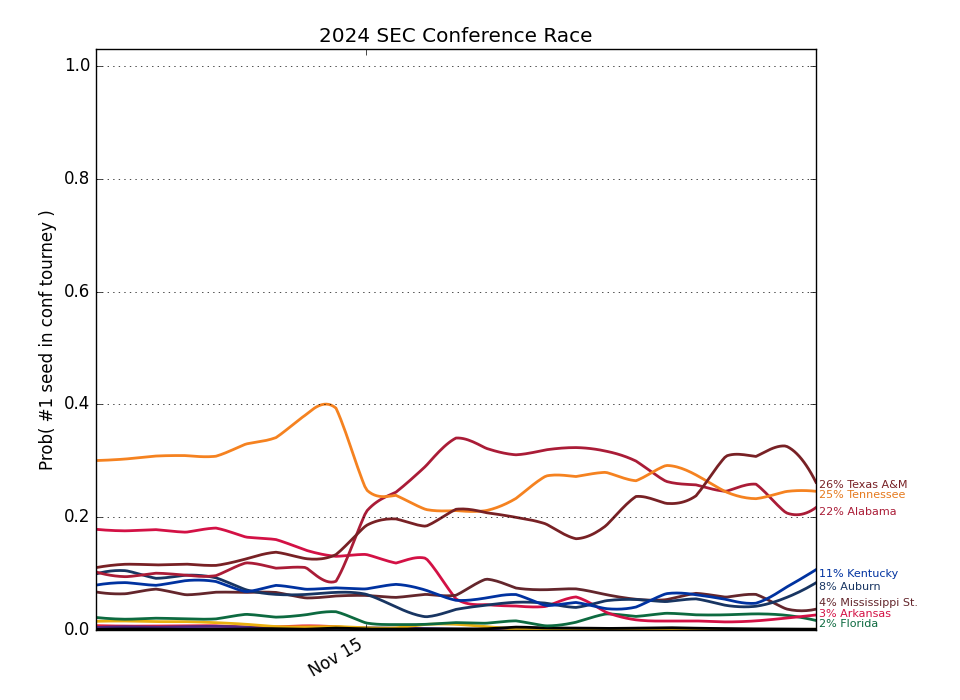 2024 SEC Conference Race
Prob( #1 seed in conf tourney )
1.0
0.8
0.6
0.4
0.2
0.0
26% Texas A&M
25% Tennessee
22% Alabama
11% Kentucky
8% Auburn
4% Mississippi St.
3% Arkansas
2% Florida
Nov 15